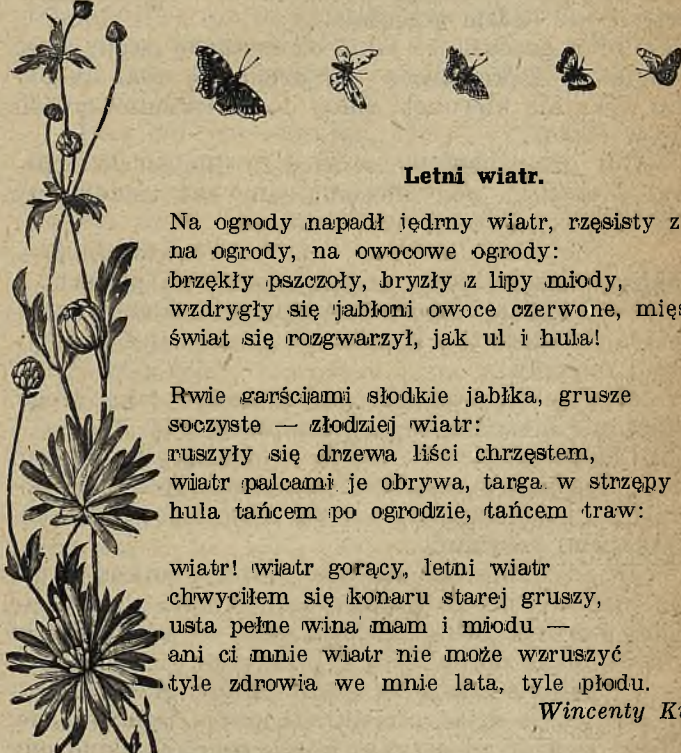 Letni wiatr.
Na ogrody napadł jędrny wiatr, rzęsisty z
na ogrody, na owocowe ogrody:
brzękły pszczoły, bryzły z lipy miody,
wzdrygły się jabłoni owoce czerwone, mięs
świat się rozgwarzył, jak ul i hula!
Rwie garściami słodkie jabłka, grusze
soczyste — złodziej wiatr:
ruszyły się drzewa liści chrzęstem,
wiatr palcami je obrywa, targa w strzępy
hula tańcem po ogrodzie, tańcem traw:
wiatr! wiatr gorący, letni wiatr
chwyciłem się konaru starej gruszy,
usta pełne wina mam i miodu —
ani ci mnie wiatr nie może wzruszyć
tyle zdrowia we mnie lata, tyle płodu.
Wincenty K